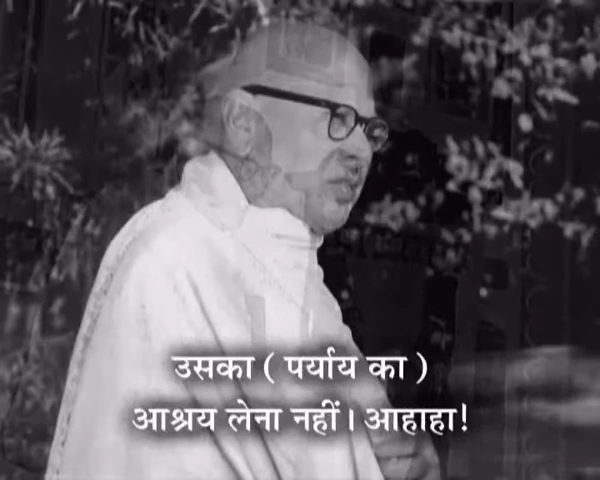 उसका ( पर्याय का )
आश्रय लेना नहीं। आहाहा!